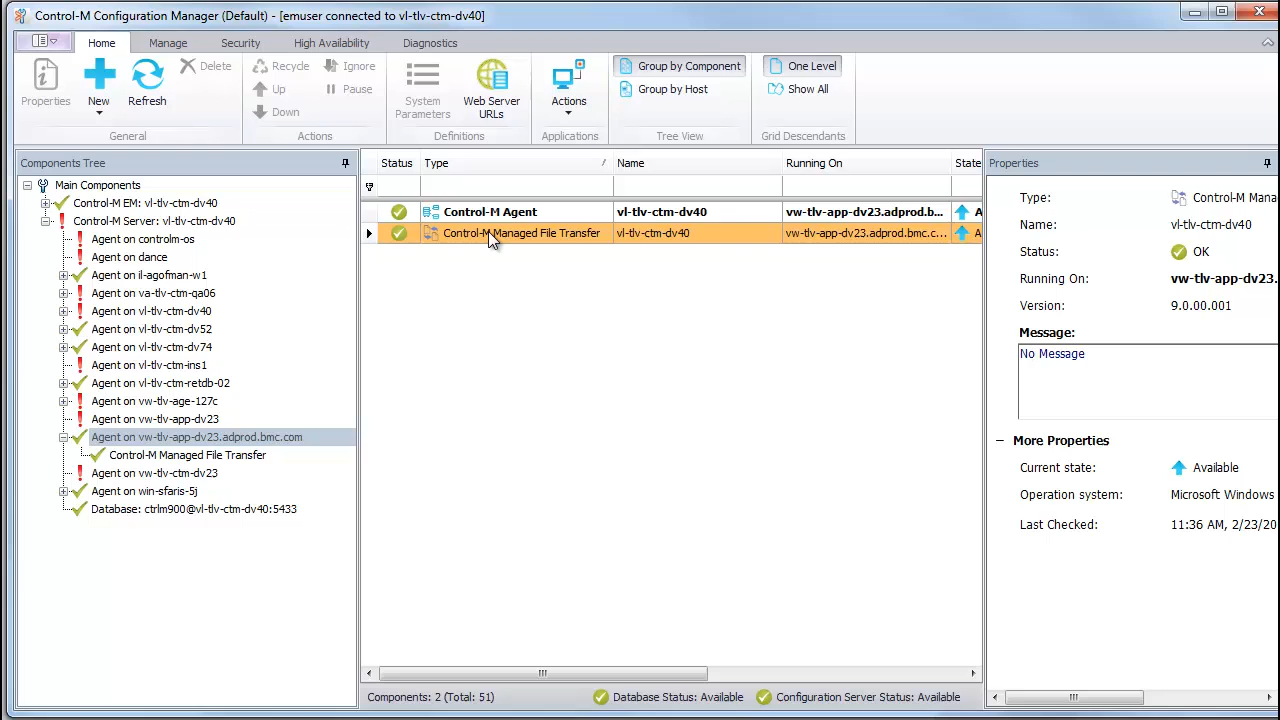 Control-M Configuration Manager (Default) - [emuser connected to vl-tlv-ctm-dv40]
Home Manage Security High Availability Diagnostics
Properties
New
Refresh
Delete
General
Recycle
Up
Down
Ignore
Pause
Actions
System Parameters
Web Server URLs
Definitions
Actions
Applications
Group by Component
Group by Host
Tree View
One Level
Show All
Grid Descendants
Components Tree
Main Components
Control-M EM: vl-tlv-ctm-dv40
Control-M Server: vl-tlv-ctm-dv40
Agent on controlm-os
Agent on dance
Agent on il-agofman-w1
Agent on va-tlv-ctm-qa06
Agent on vl-tlv-ctm-dv40
Agent on vl-tlv-ctm-dv52
Agent on vl-tlv-ctm-dv74
Agent on vl-tlv-ctm-ins1
Agent on vl-tlv-ctm-retdb-02
Agent on vw-tlv-age-127c
Agent on vw-tlv-app-dv23
Agent on vw-tlv-app-dv23.adprod.bmc.com
Control-M Managed File Transfer
Agent on vw-tlv-ctm-dv23
Agent on win-sfaris-5j
Database: ctrlm900@vl-tlv-ctm-dv40:5433
Status Type / Name Running On State
Control-M Agent vl-tlv-ctm-dv40 vw-tlv-app-dv23.adprod.b... A
Control-M Managed File Transfer vl-tlv-ctm-dv40 vw-tlv-app-dv23.adprod.bmc.c... A
Components: 2 (Total: 51) Database Status: Available Configuration Server Status: Available
Properties
Type: Control-M Mana
Name: vl-tlv-ctm-dv40
Status: OK
Running On: vw-tlv-app-dv23.
Version: 9.0.00.001
Message:
No Message
More Properties
Current state: Available
Operation system: Microsoft Windows
Last Checked: 11:36 AM, 2/23/20